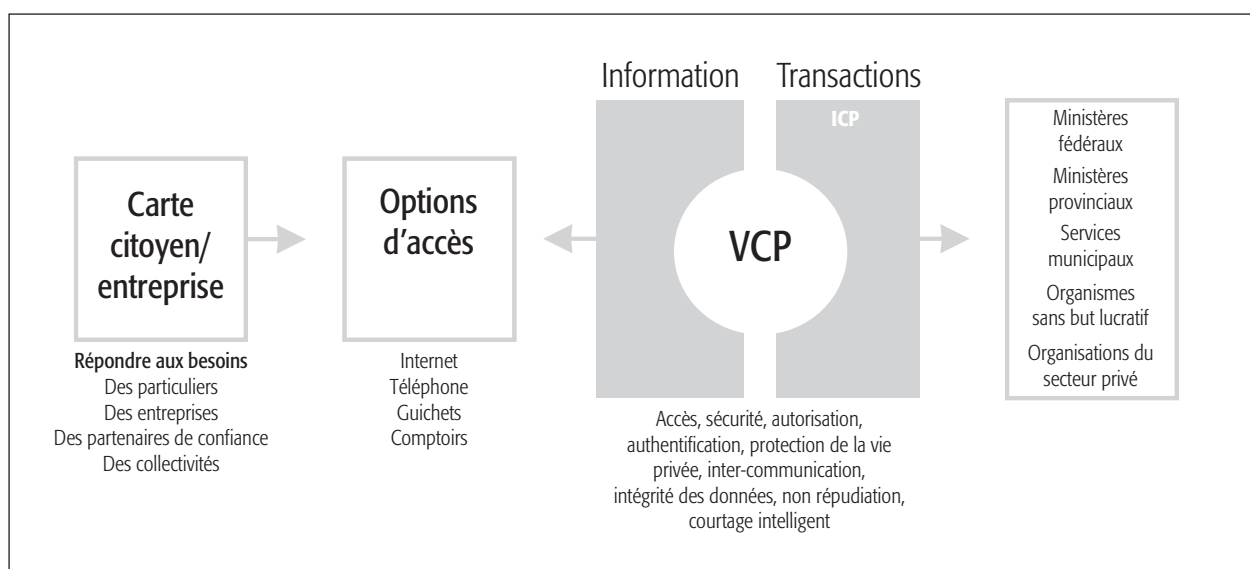 Information
Transactions
ICP
Carte
citoyen/
entreprise
Répondre aux besoins
Des particuliers
Des entreprises
Des partenaires de confiance
Des collectivités
Options
d’accès
Internet
Téléphone
Guichets
Comptoirs
VCP
Accès, sécurité, autorisation,
authentification, protection de la vie
privée, inter-communication,
intégrité des données, non répudiation,
courtage intelligent
Ministères
fédéraux
Ministères
provinciaux
Services
municipaux
Organismes
sans but lucratif
Organisations du
secteur privé